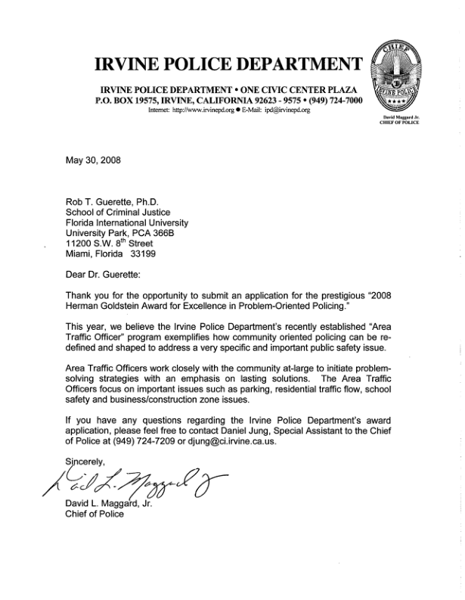 IRVINE POLICE DEPARTMENT
IRVINE POLICE DEPARTMENT • ONE CIVIC CENTER PLAZA
P.O. BOX 19575, IRVINE, CALIFORNIA 92623 - 9575 • (949) 724-7000
Internet: http://www.irvinepd.org ● E-Mail: ipd@irvinepd.org
CHIEF
IRVINE POLICE
David Maggard Jr.
CHIEF OF POLICE
May 30, 2008
Rob T. Guerette, Ph.D.
School of Criminal Justice
Florida International University
University Park, PCA 366B
11200 S.W. 8th Street
Miami, Florida 33199
Dear Dr. Guerette:
Thank you for the opportunity to submit an application for the prestigious “2008
Herman Goldstein Award for Excellence in Problem-Oriented Policing.”
This year, we believe the Irvine Police Department’s recently established “Area
Traffic Officer” program exemplifies how community oriented policing can be re-
defined and shaped to address a very specific and important public safety issue.
Area Traffic Officers work closely with the community at-large to initiate problem-
solving strategies with an emphasis on lasting solutions. The Area Traffic
Officers focus on important issues such as parking, residential traffic flow, school
safety and business/construction zone issues.
If you have any questions regarding the Irvine Police Department’s award
application, please feel free to contact Daniel Jung, Special Assistant to the Chief
of Police at (949) 724-7209 or djung@ci.irvine.ca.us.
Sincerely,
David L. Maggard Jr
David L. Maggard, Jr.
Chief of Police